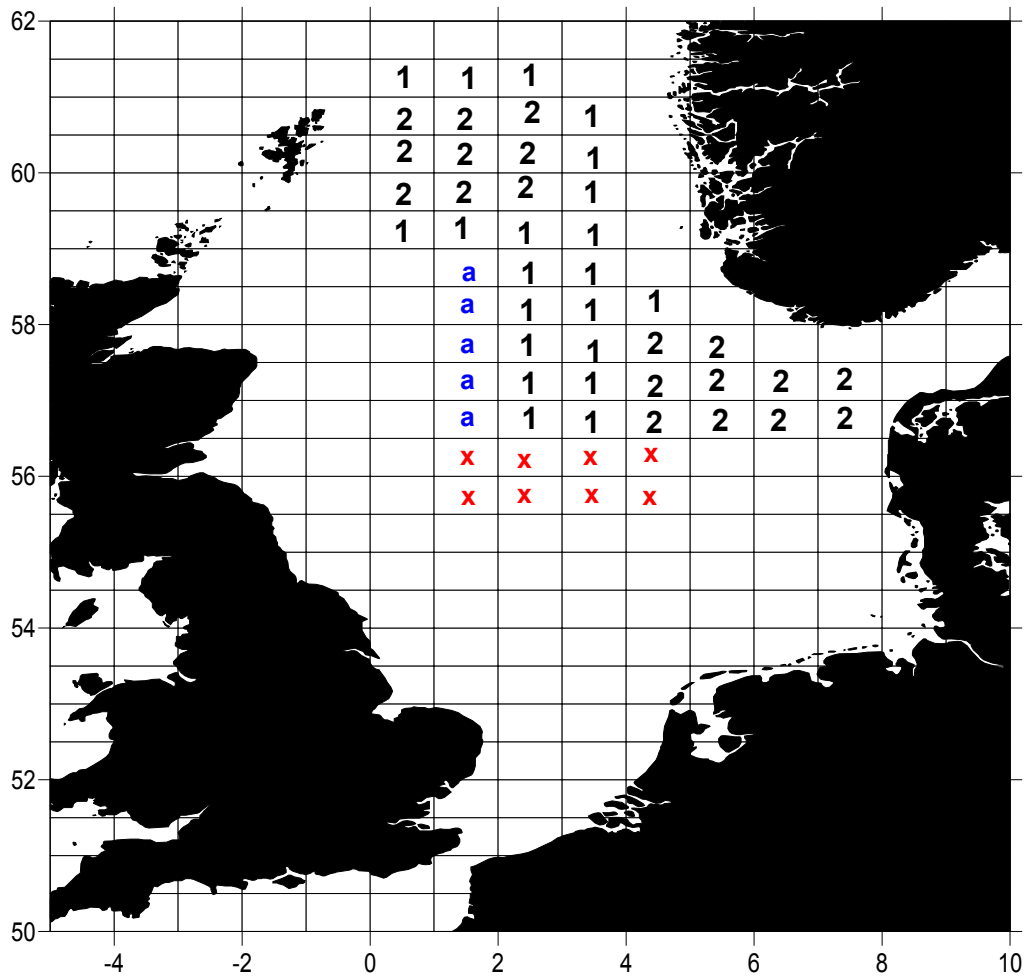 62
1 1 1
2 2 2 1
60
2 2 2 1
2 2 2 1
1 1 1 1
a 1 1
58
a 1 1 1
a 1 1 2 2
a 1 1 2 2 2 2
a 1 1 2 2 2 2
56
x x x x
x x x x
54
52
50
-4 -2 0 2 4 6 8 10